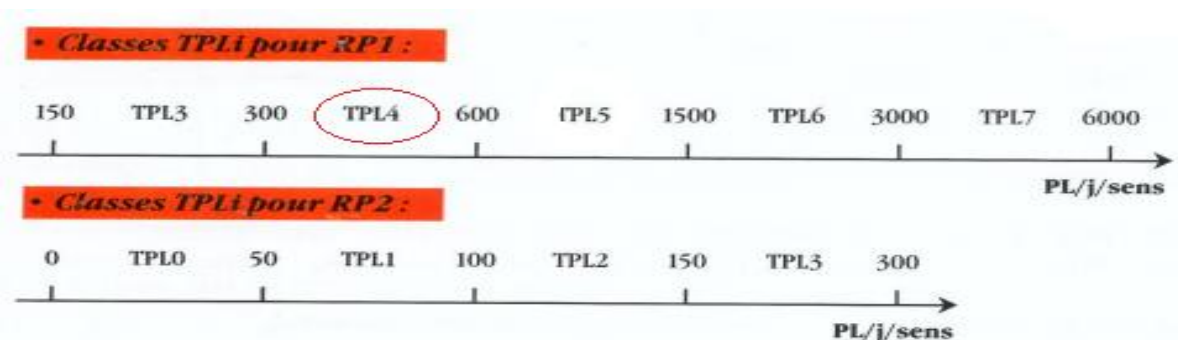 • Classes TPLi pour RP1 :
150 TPL3 300 TPL4 600 TPL5 1500 TPL6 3000 TPL7 6000
PL/j/sens
• Classes TPLi pour RP2 :
0 TPL0 50 TPL1 100 TPL2 150 TPL3 300
PL/j/sens